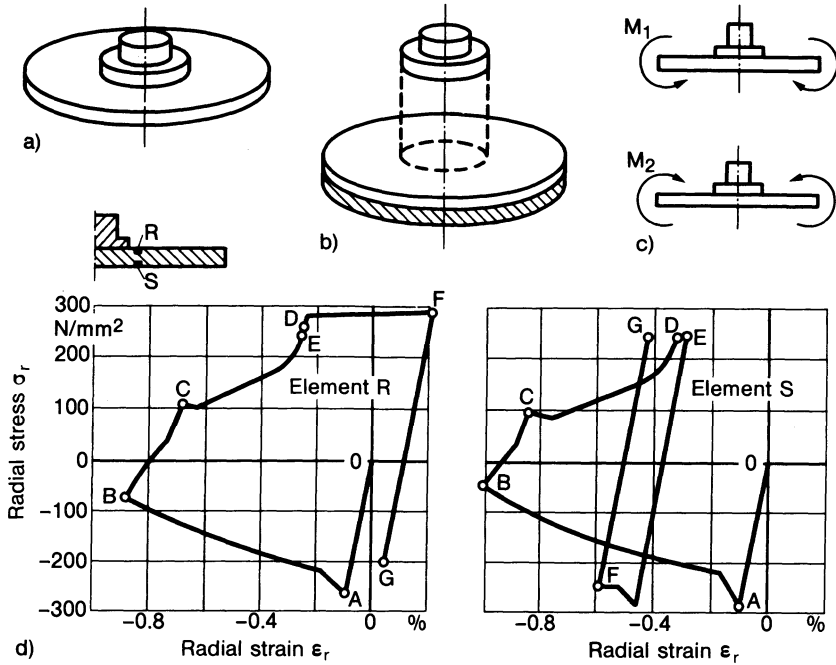 a)
b)
M1
M2
c)
R
S
300
N/mm2
200
100
0
-100
-200
-300
Radial stress σr
D
E
F
C
Element R
0
B
A
G
-0.8
-0.4
0
%
Radial strain εr
d)
G
D
E
C
Element S
0
B
F
A
-0.8
-0.4
0
%
Radial strain εr